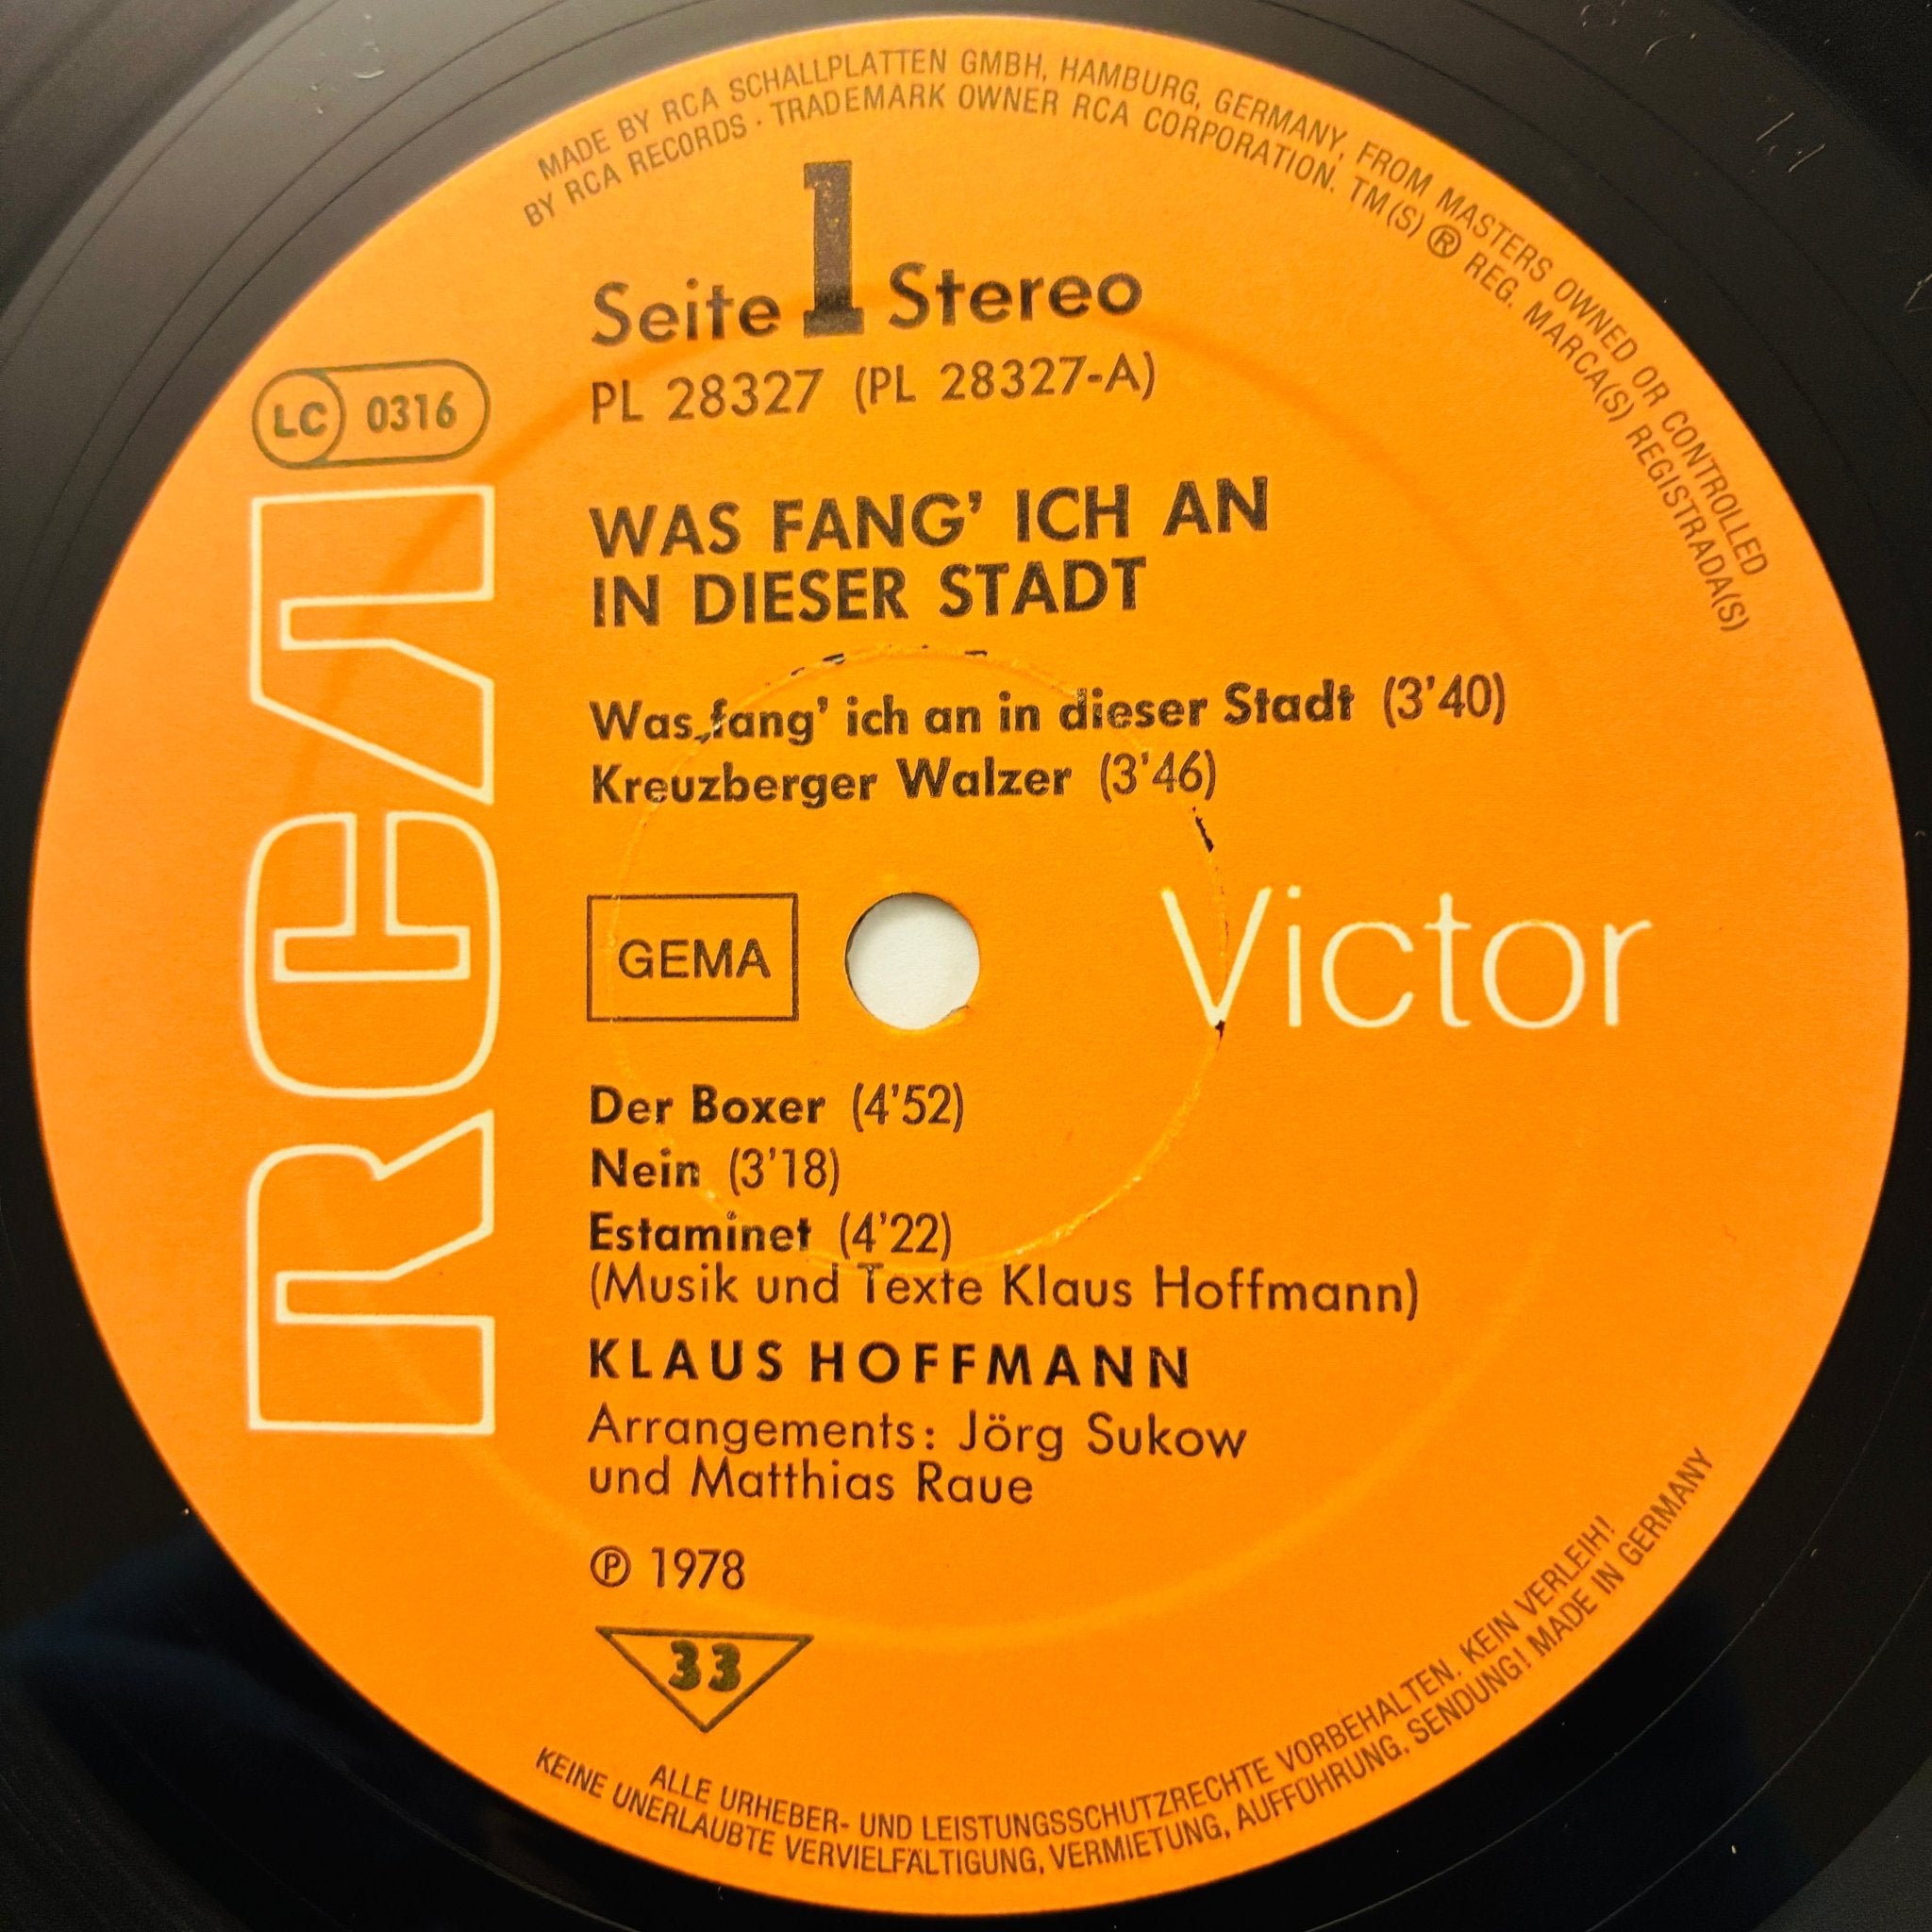 MADE BY RCA SCHALLPLATTEN GMBH, HAMBURG, GERMANY, FROM MASTERS OWNED OR CONTROLLED
BY RCA RECORDS · TRADEMARK OWNER RCA CORPORATION. TM(S) ® REG. MARCA(S) REGISTRADA(S)
Seite 1 Stereo
PL 28327 (PL 28327-A)
LC 0316
RCA
WAS FANG' ICH AN
IN DIESER STADT
Was fang' ich an in dieser Stadt (3'40)
Kreuzberger Walzer (3'46)
GEMA
Victor
Der Boxer (4'52)
Nein (3'18)
Estaminet (4'22)
(Musik und Texte Klaus Hoffmann)
KLAUS HOFFMANN
Arrangements: Jörg Sukow
und Matthias Raue
℗ 1978
33
ALLE URHEBER- UND LEISTUNGSSCHUTZRECHTE VORBEHALTEN. KEIN VERLEIH!
KEINE UNERLAUBTE VERVIELFÄLTIGUNG, VERMIETUNG, AUFFÜHRUNG, SENDUNG! MADE IN GERMANY